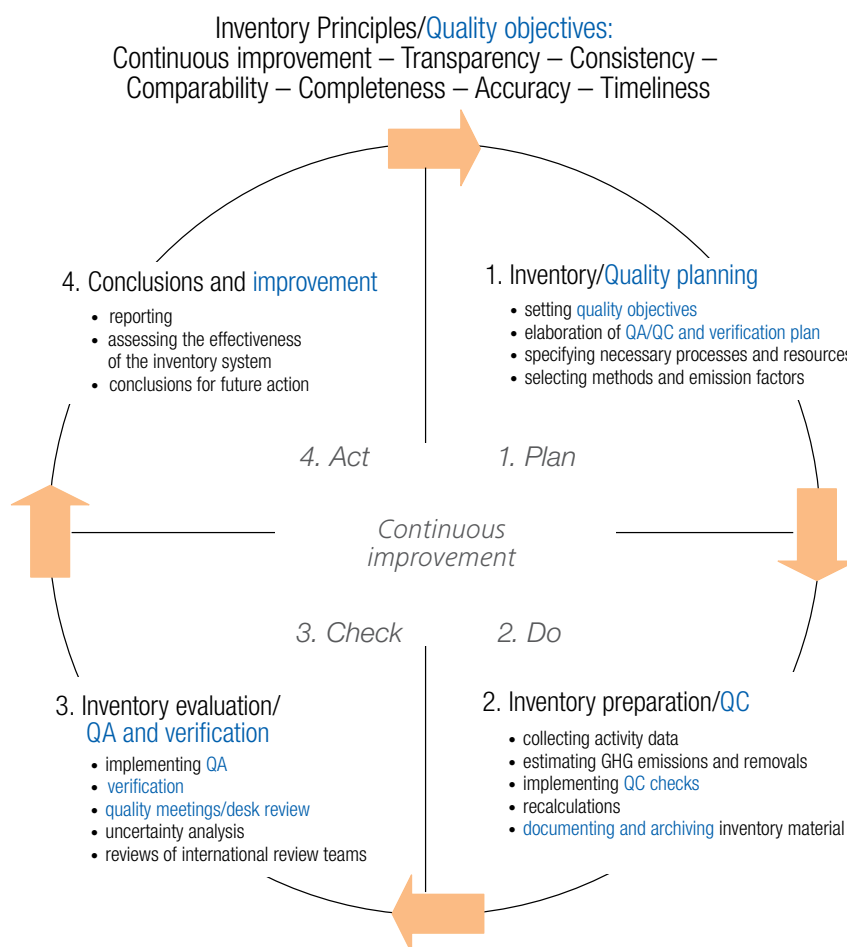 Inventory Principles/Quality objectives:
Continuous improvement – Transparency – Consistency –
Comparability – Completeness – Accuracy – Timeliness
4. Conclusions and improvement
• reporting
• assessing the effectiveness
of the inventory system
• conclusions for future action
1. Inventory/Quality planning
• setting quality objectives
• elaboration of QA/QC and verification plan
• specifying necessary processes and resources
• selecting methods and emission factors
4. Act
1. Plan
Continuous
improvement
3. Check
2. Do
3. Inventory evaluation/
QA and verification
• implementing QA
• verification
• quality meetings/desk review
• uncertainty analysis
• reviews of international review teams
2. Inventory preparation/QC
• collecting activity data
• estimating GHG emissions and removals
• implementing QC checks
• recalculations
• documenting and archiving inventory material